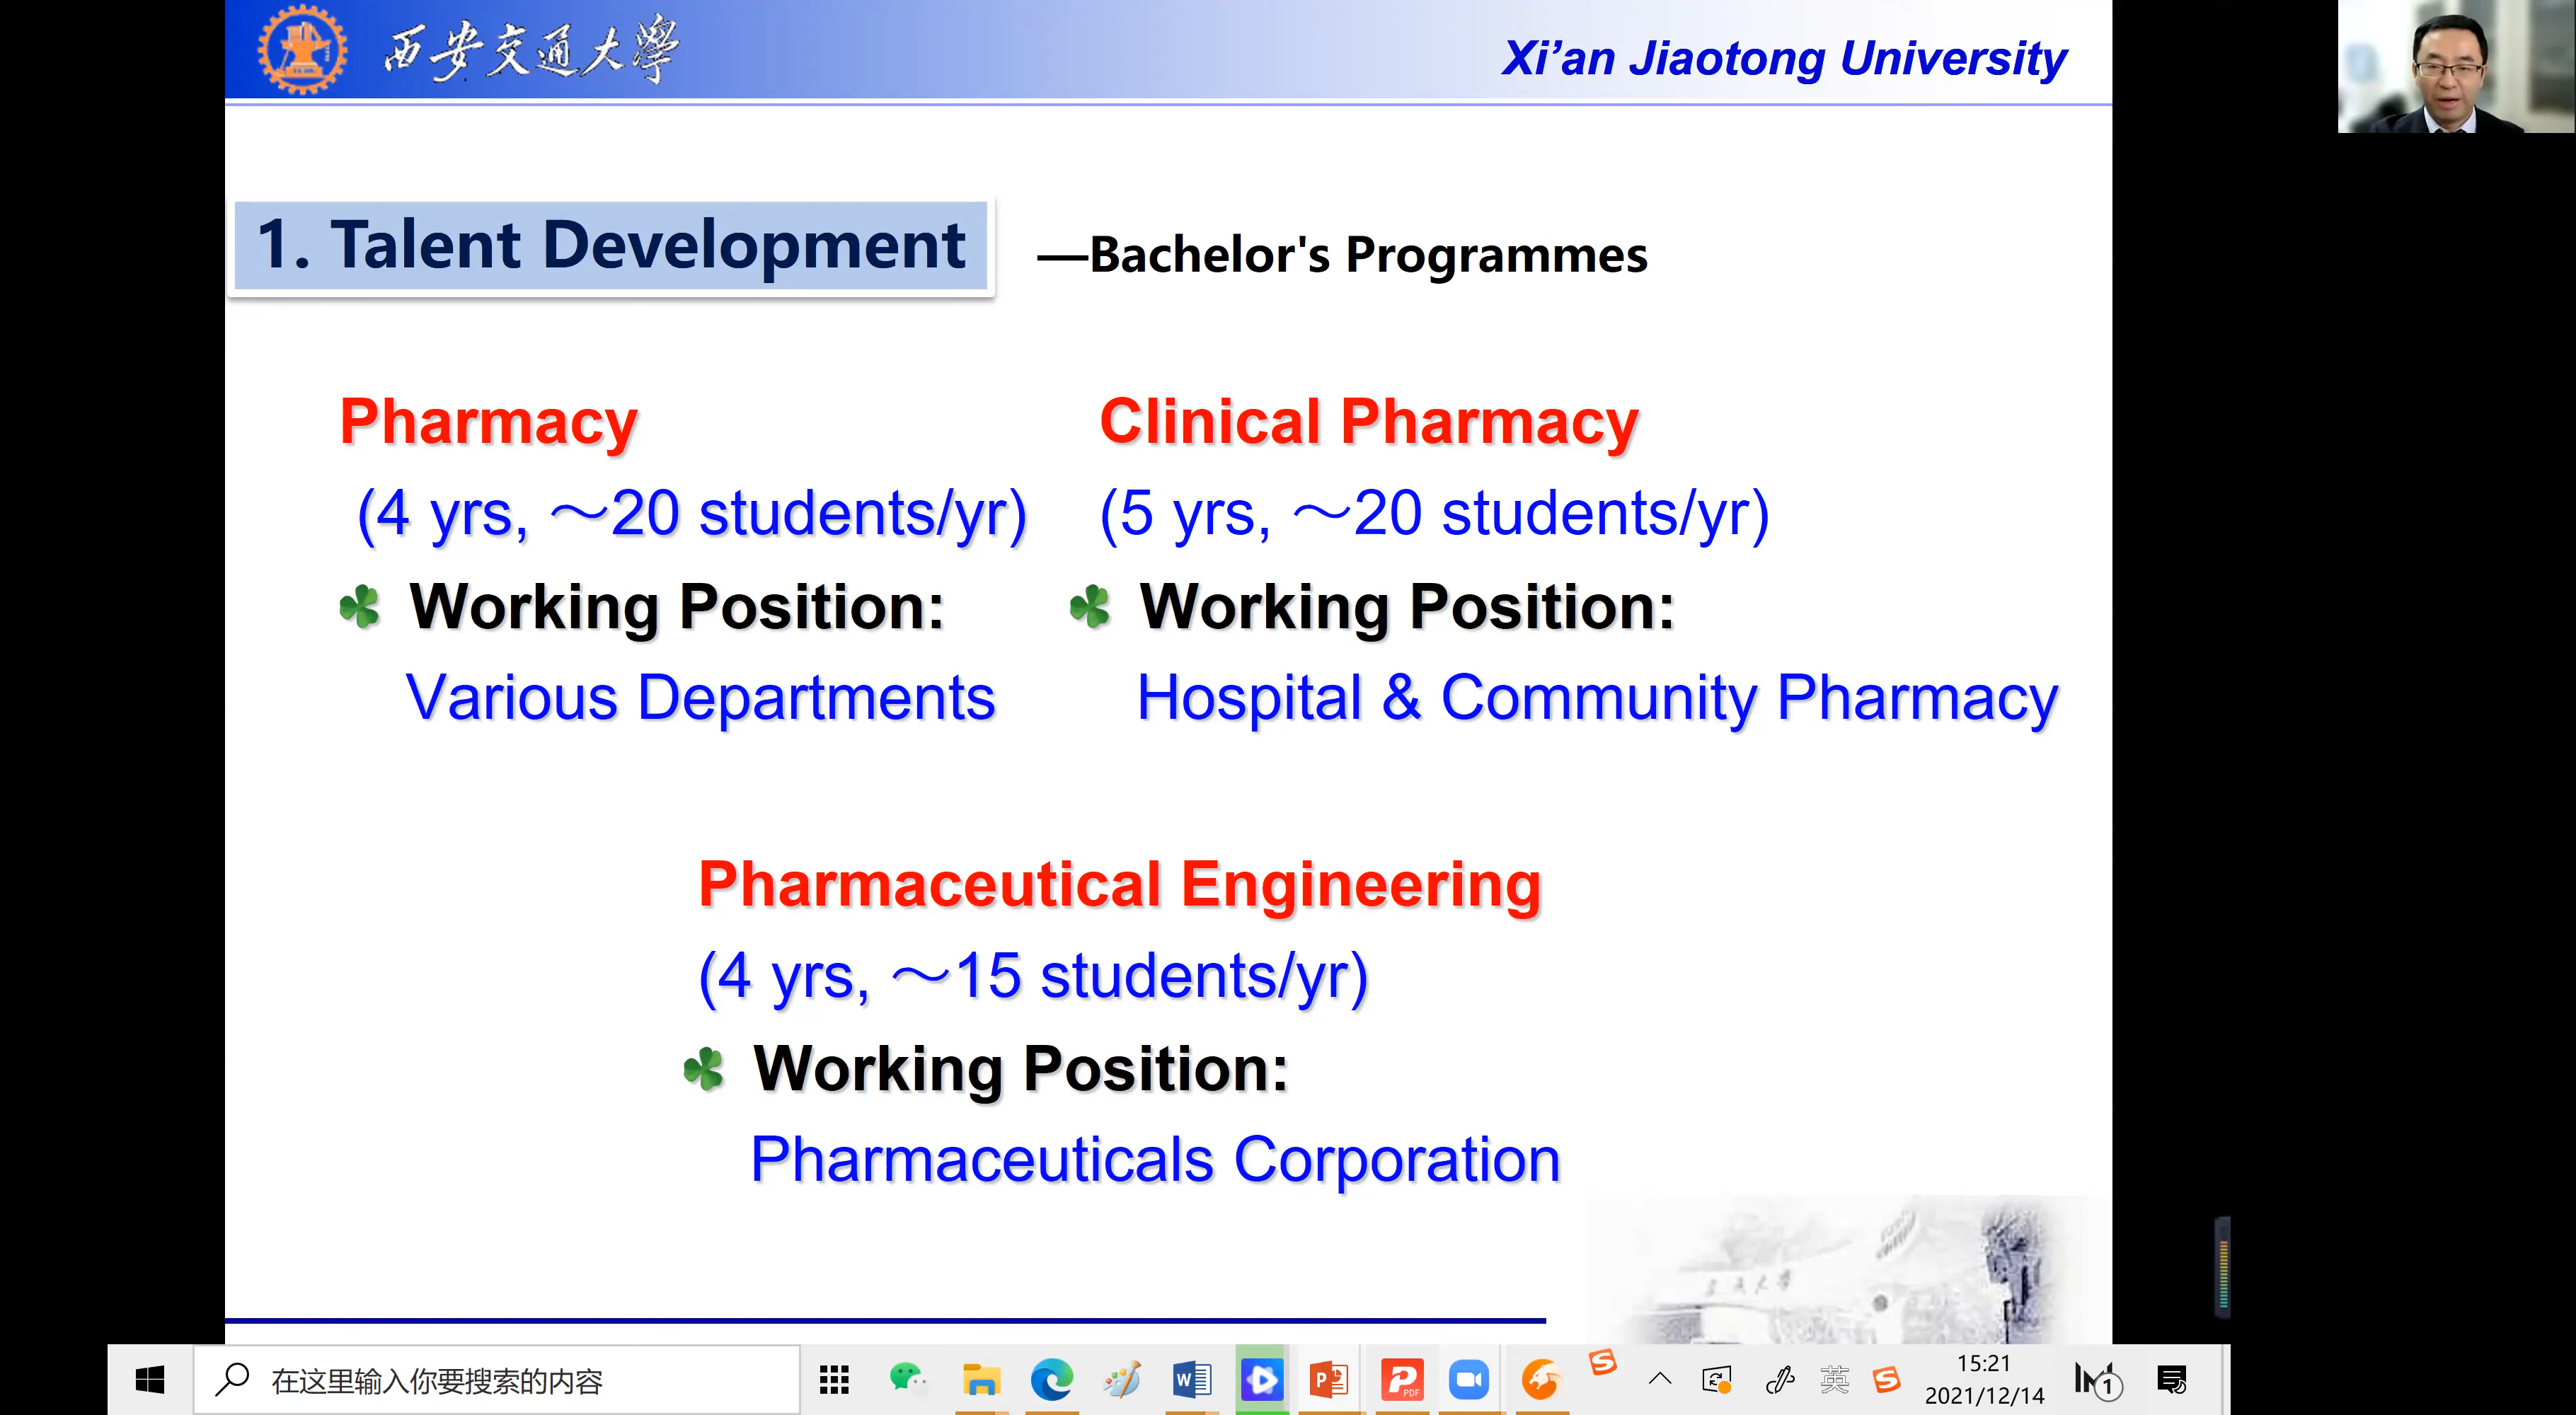 西安交通大學
Xi’an Jiaotong University
1. Talent Development
—Bachelor's Programmes
Pharmacy
(4 yrs, ～20 students/yr)
Working Position:
Various Departments
Clinical Pharmacy
(5 yrs, ～20 students/yr)
Working Position:
Hospital & Community Pharmacy
Pharmaceutical Engineering
(4 yrs, ～15 students/yr)
Working Position:
Pharmaceuticals Corporation
在这里输入你要搜索的内容
英
15:21
2021/12/14
1